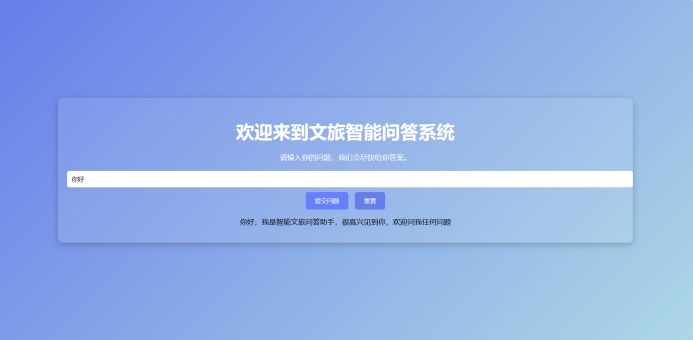 欢迎来到文旅智能问答系统
请输入你的问题，我们会尽快给你答案。
你好
提交问题 重置
你好，我是智能文旅问答助手，很高兴见到你，欢迎问我任何问题